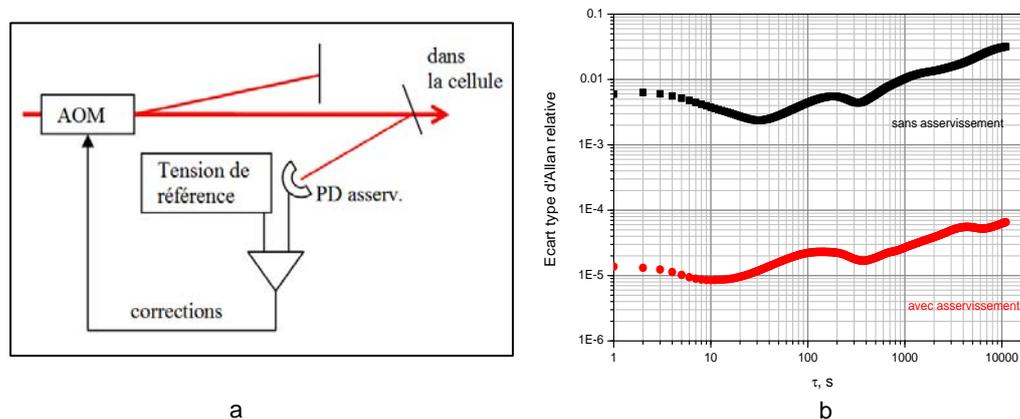 dans
la cellule
AOM
Tension de
référence
PD asserv.
corrections
a
0.1
0.01
1E-3
1E-4
1E-5
1E-6
Ecart type d'Allan relative
sans asservissement
avec asservissement
1
10
100
1000
10000
τ, s
b